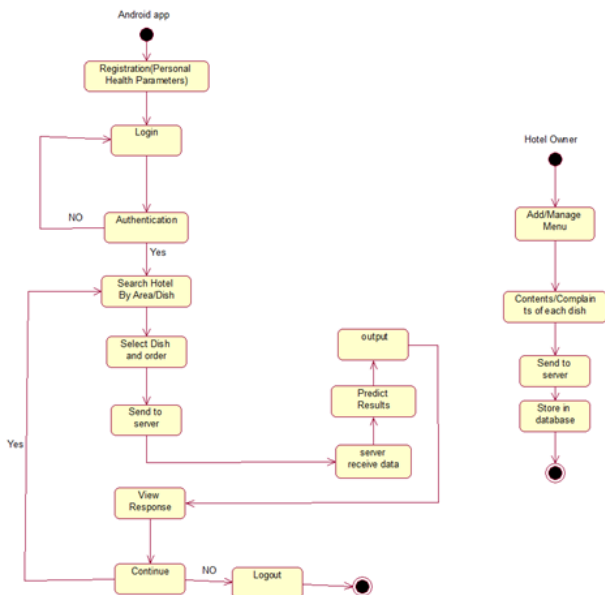 Android app
Registration(Personal
Health Parameters)
Login
NO
Authentication
Yes
Search Hotel
By Area/Dish
Select Dish
and order
Send to
server
server
receive data
Predict
Results
output
View
Response
Continue
Yes
NO
Logout
Hotel Owner
Add/Manage
Menu
Contents/Complain
ts of each dish
Send to
server
Store in
database